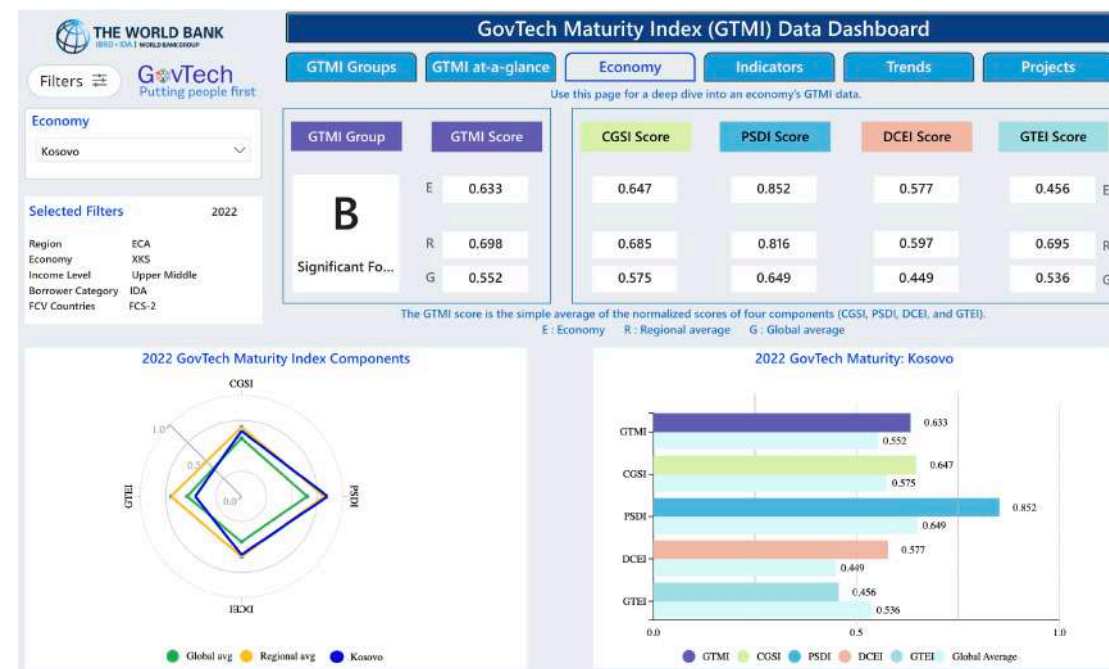 THE WORLD BANK
IBRD • IDA | WORLD BANK GROUP
GovTech Maturity Index (GTMI) Data Dashboard
Filters
GovTech
Putting people first
GTMI Groups
GTMI at-a-glance
Economy
Indicators
Trends
Projects
Use this page for a deep dive into an economy's GTMI data.
Economy
Kosovo
Selected Filters 2022
Region ECA
Economy XKS
Income Level Upper Middle
Borrower Category IDA
FCV Countries FCS-2
GTMI Group GTMI Score CGSI Score PSDI Score DCEI Score GTEI Score
B
Significant Fo...
E 0.633 0.647 0.852 0.577 0.456 E
R 0.698 0.685 0.816 0.597 0.695 R
G 0.552 0.575 0.649 0.449 0.536 G
The GTMI score is the simple average of the normalized scores of four components (CGSI, PSDI, DCEI, and GTEI).
E : Economy R : Regional average G : Global average
2022 GovTech Maturity Index Components
CGSI
1.0
0.5
0.0
GTEI
PSDI
DCEI
Global avg Regional avg Kosovo
2022 GovTech Maturity: Kosovo
GTMI 0.633
0.552
CGSI 0.647
0.575
PSDI 0.852
0.649
DCEI 0.577
0.449
GTEI 0.456
0.536
0.0 0.5 1.0
GTMI CGSI PSDI DCEI GTEI Global Average